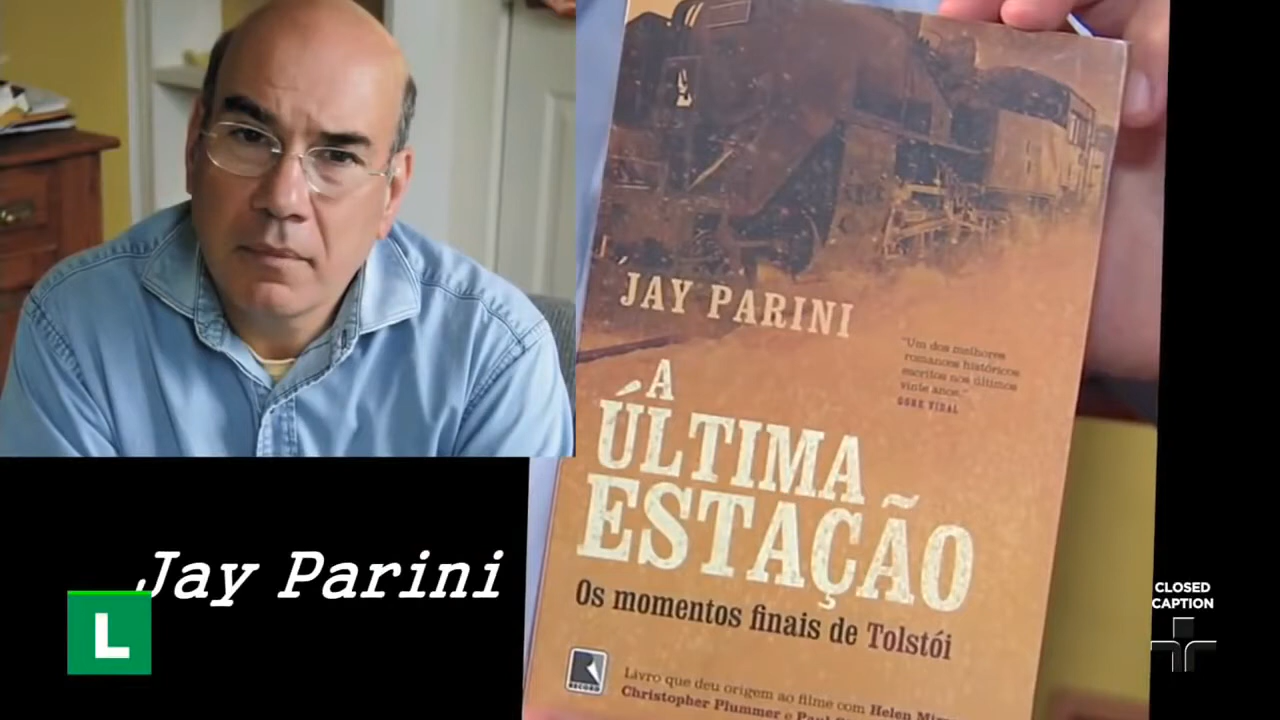 JAY PARINI
"Um dos melhores
romances históricos
escritos nos últimos
vinte anos."
GORE VIDAL
A
ÚLTIMA
ESTAÇÃO
Os momentos finais de Tolstói
RECORD
Livro que deu origem ao filme com Helen
Christopher Plummer e Paul
Jay Parini
L
CLOSED
CAPTION